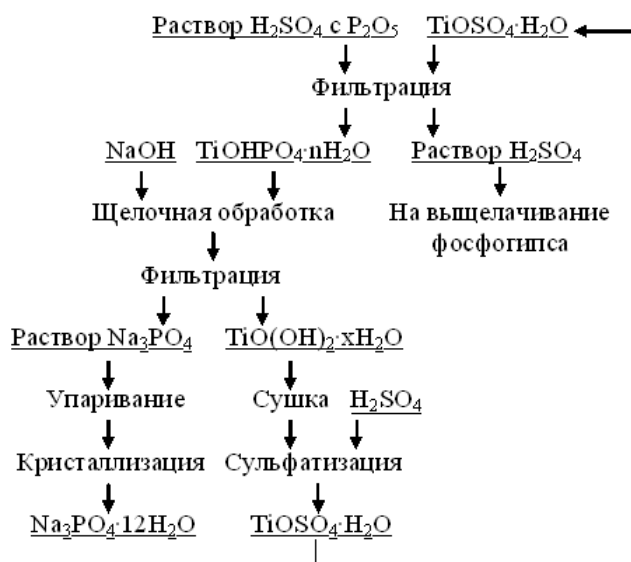 Раствор H₂SO₄ с P₂O₅ TiOSO₄·H₂O
Фильтрация
NaOH TiOHPO₄·nH₂O Раствор H₂SO₄
Щелочная обработка На выщелачивание
фосфогипса
Фильтрация
Раствор Na₃PO₄ TiO(OH)₂·xH₂O
Упаривание Сушка H₂SO₄
Кристаллизация Сульфатизация
Na₃PO₄·12H₂O TiOSO₄·H₂O